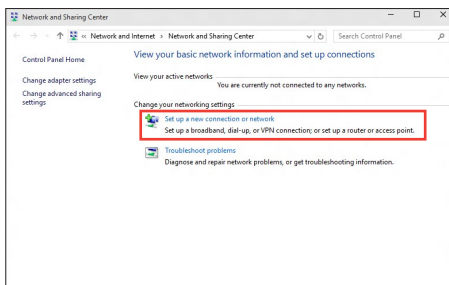 Network and Sharing Center
« Network and Internet › Network and Sharing Center
Search Control Panel
Control Panel Home
Change adapter settings
Change advanced sharing
settings
View your basic network information and set up connections
View your active networks
You are currently not connected to any networks.
Change your networking settings
Set up a new connection or network
Set up a broadband, dial-up, or VPN connection; or set up a router or access point.
Troubleshoot problems
Diagnose and repair network problems, or get troubleshooting information.